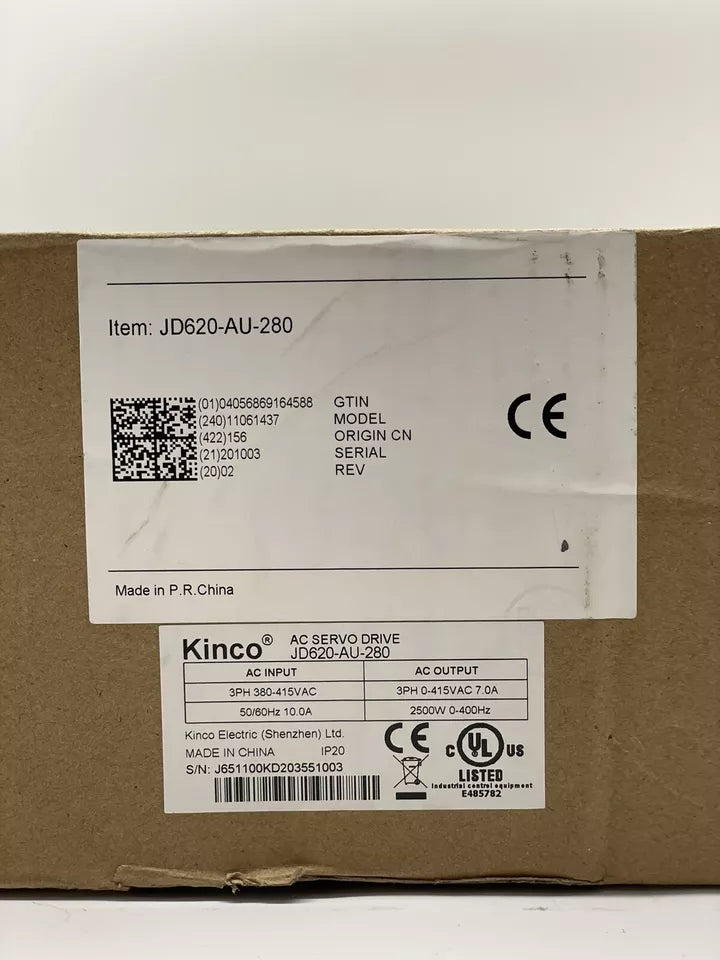 Item: JD620-AU-280
(01)04056869164588 GTIN
(240)11061437 MODEL
(422)156 ORIGIN CN
(21)201003 SERIAL
(20)02 REV
CE
Made in P.R.China
Kinco® AC SERVO DRIVE
JD620-AU-280
AC INPUT AC OUTPUT
3PH 380-415VAC 3PH 0-415VAC 7.0A
50/60Hz 10.0A 2500W 0-400Hz
Kinco Electric (Shenzhen) Ltd.
MADE IN CHINA IP20
S/N: J651100KD203551003
CE
C UL US
LISTED
Industrial control equipment
E485782